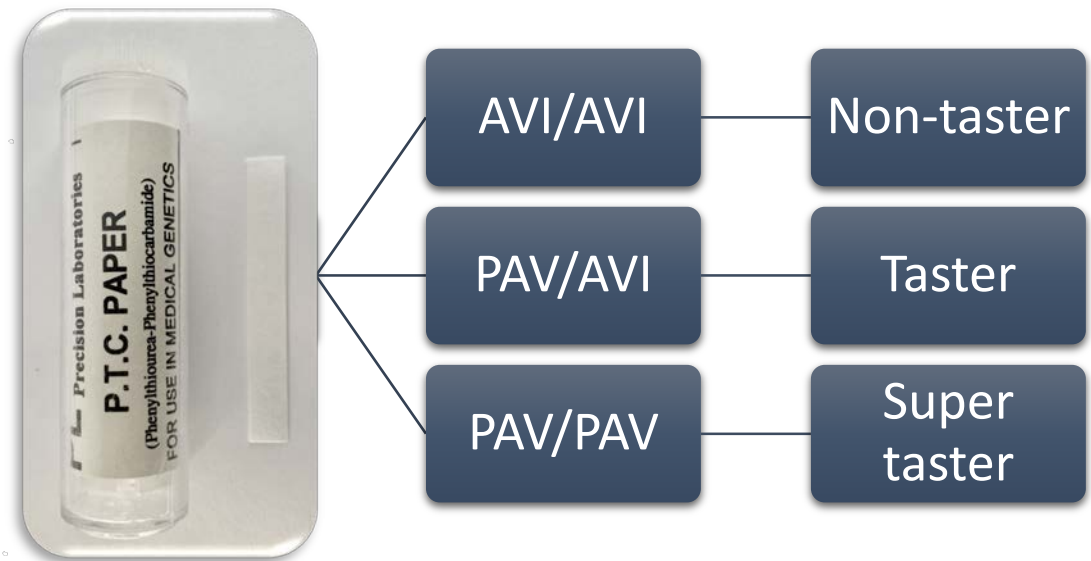 Precision Laboratories
P.T.C. PAPER
(Phenylthiourea-Phenylthiocarbamide)
FOR USE IN MEDICAL GENETICS
AVI/AVI
Non-taster
PAV/AVI
Taster
PAV/PAV
Super
taster